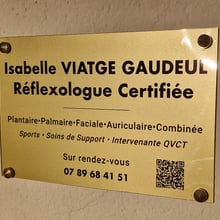 Isabelle VIATGE GAUDEUL
Réflexologue Certifiée
Plantaire•Palmaire•Faciale•Auriculaire•Combinée
Sports • Soins de Support • Intervenante QVCT
Sur rendez-vous
07 89 68 41 51